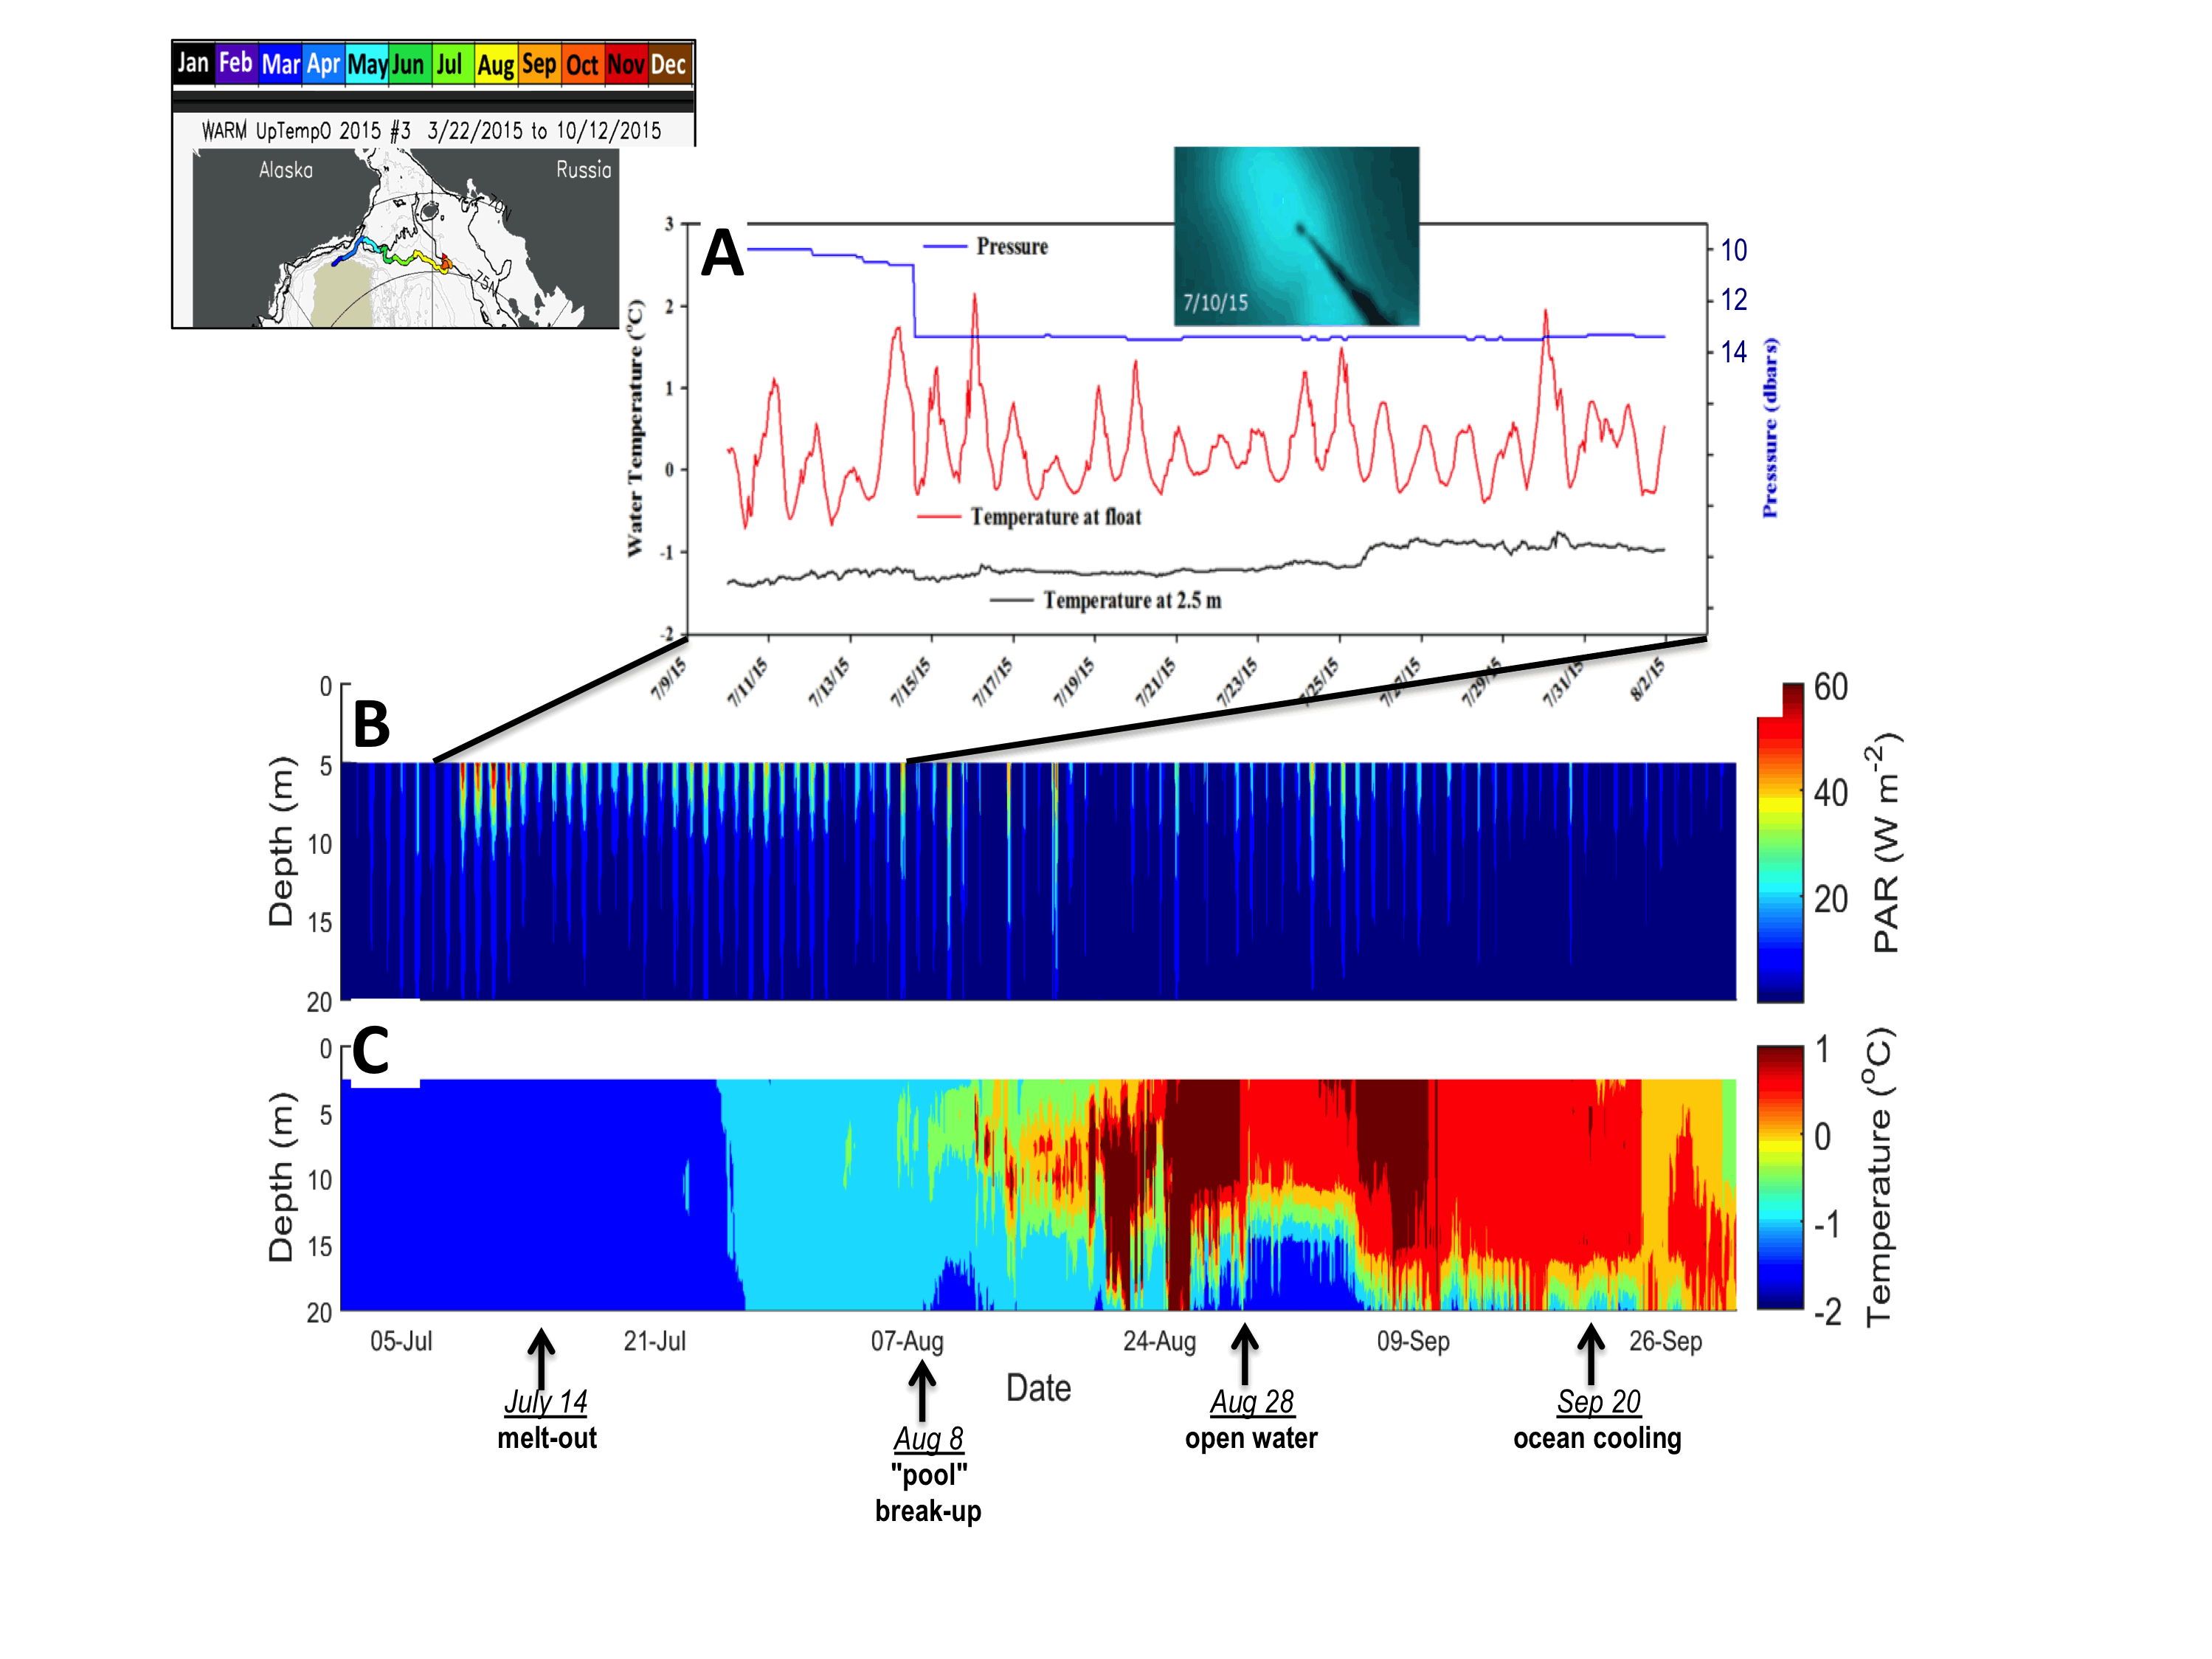 Jan Feb Mar Apr May Jun Jul Aug Sep Oct Nov Dec
WARM UpTempO 2015 #3 3/22/2015 to 10/12/2015
Alaska Russia
70N
75N
A
Pressure
7/10/15
Temperature at float
Temperature at 2.5 m
Water Temperature (°C)
3
2
1
0
-1
-2
10
12
14
Pressure (dbars)
7/9/15 7/11/15 7/13/15 7/15/15 7/17/15 7/19/15 7/21/15 7/23/15 7/25/15 7/27/15 7/29/15 7/31/15 8/2/15
B
Depth (m)
0
5
10
15
20
60
40
20
PAR (W m-2)
C
Depth (m)
0
5
10
15
20
1
0
-1
-2
Temperature (°C)
05-Jul 21-Jul 07-Aug 24-Aug 09-Sep 26-Sep
Date
July 14
melt-out
Aug 8
"pool"
break-up
Aug 28
open water
Sep 20
ocean cooling